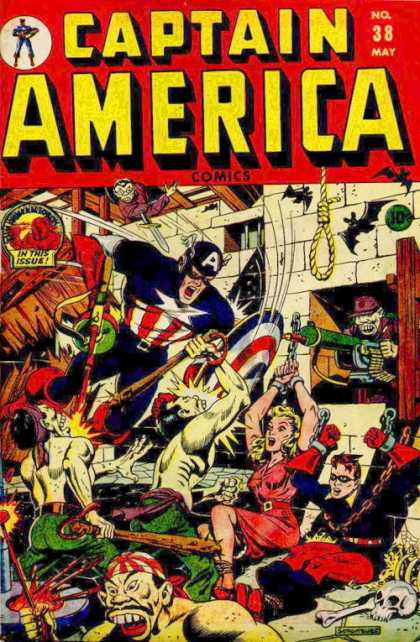 CAPTAIN
AMERICA
COMICS
NO.
38
MAY
10¢
IN THIS
ISSUE!
A